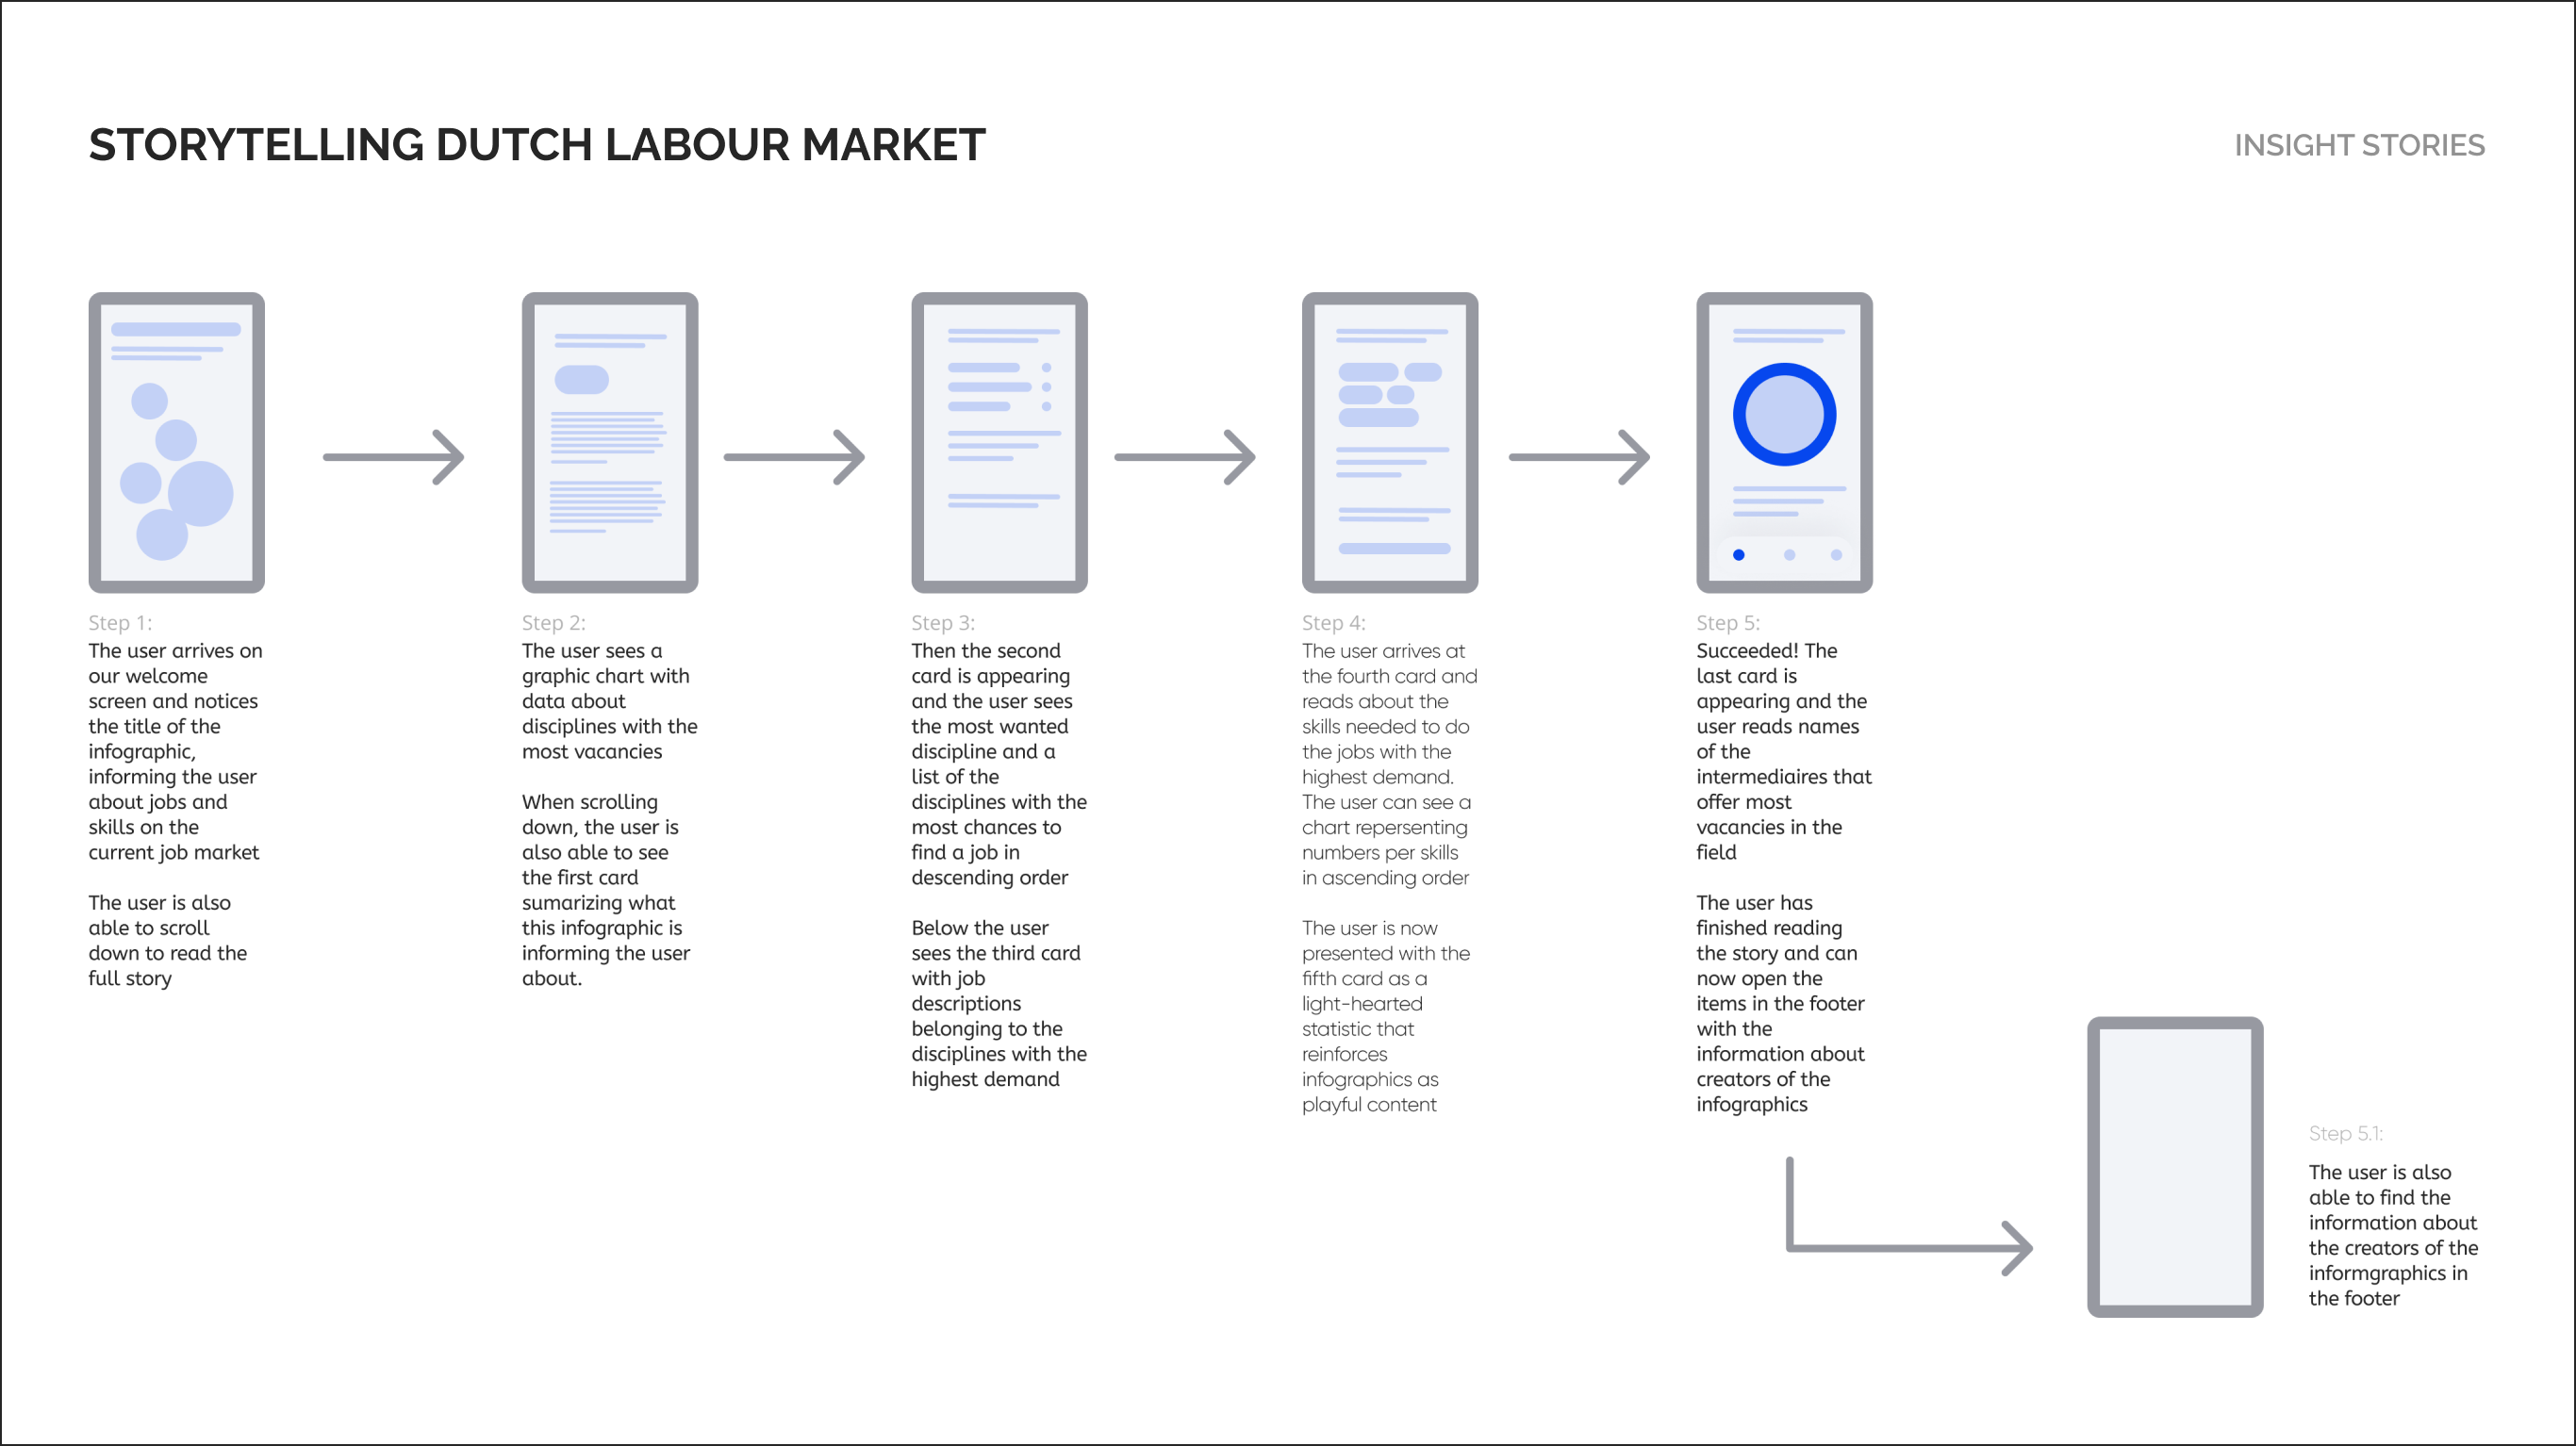 STORYTELLING DUTCH LABOUR MARKET
INSIGHT STORIES
Step 1:
The user arrives on
our welcome
screen and notices
the title of the
infographic,
informing the user
about jobs and
skills on the
current job market
The user is also
able to scroll
down to read the
full story
Step 2:
The user sees a
graphic chart with
data about
disciplines with the
most vacancies
When scrolling
down, the user is
also able to see
the first card
sumarizing what
this infographic is
informing the user
about.
Step 3:
Then the second
card is appearing
and the user sees
the most wanted
discipline and a
list of the
disciplines with the
most chances to
find a job in
descending order
Below the user
sees the third card
with job
descriptions
belonging to the
disciplines with the
highest demand
Step 4:
The user arrives at
the fourth card and
reads about the
skills needed to do
the jobs with the
highest demand.
The user can see a
chart repersenting
numbers per skills
in ascending order
The user is now
presented with the
fifth card as a
light-hearted
statistic that
reinforces
infographics as
playful content
Step 5:
Succeeded! The
last card is
appearing and the
user reads names
of the
intermediaires that
offer most
vacancies in the
field
The user has
finished reading
the story and can
now open the
items in the footer
with the
information about
creators of the
infographics
Step 5.1:
The user is also
able to find the
information about
the creators of the
informgraphics in
the footer